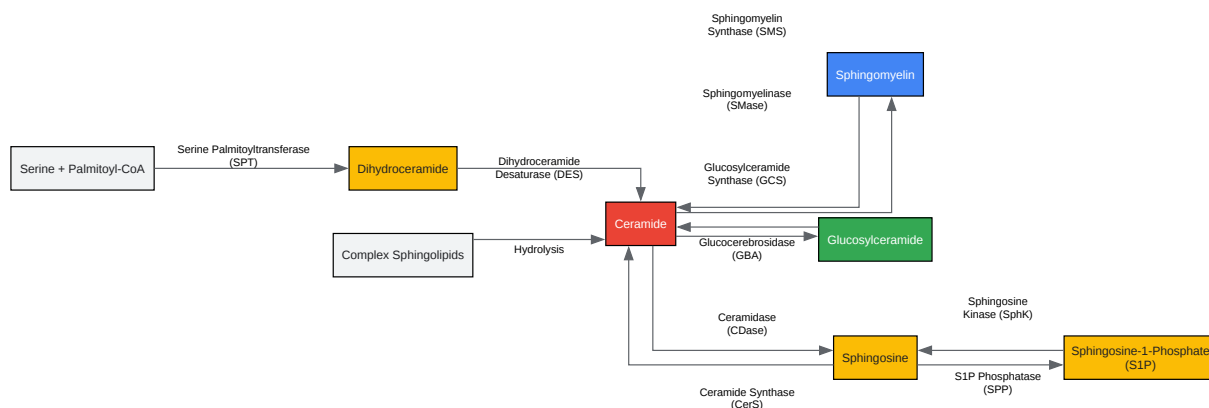 Sphingomyelin
Synthase (SMS)
Sphingomyelin
Sphingomyelinase
(SMase)
Serine Palmitoyltransferase
(SPT)
Serine + Palmitoyl-CoA
Dihydroceramide
Dihydroceramide
Desaturase (DES)
Glucosylceramide
Synthase (GCS)
Ceramide
Complex Sphingolipids
Hydrolysis
Glucocerebrosidase
(GBA)
Glucosylceramide
Ceramidase
(CDase)
Sphingosine
Kinase (SphK)
Sphingosine
Sphingosine-1-Phosphate
(S1P)
S1P Phosphatase
(SPP)
Ceramide Synthase
(CerS)